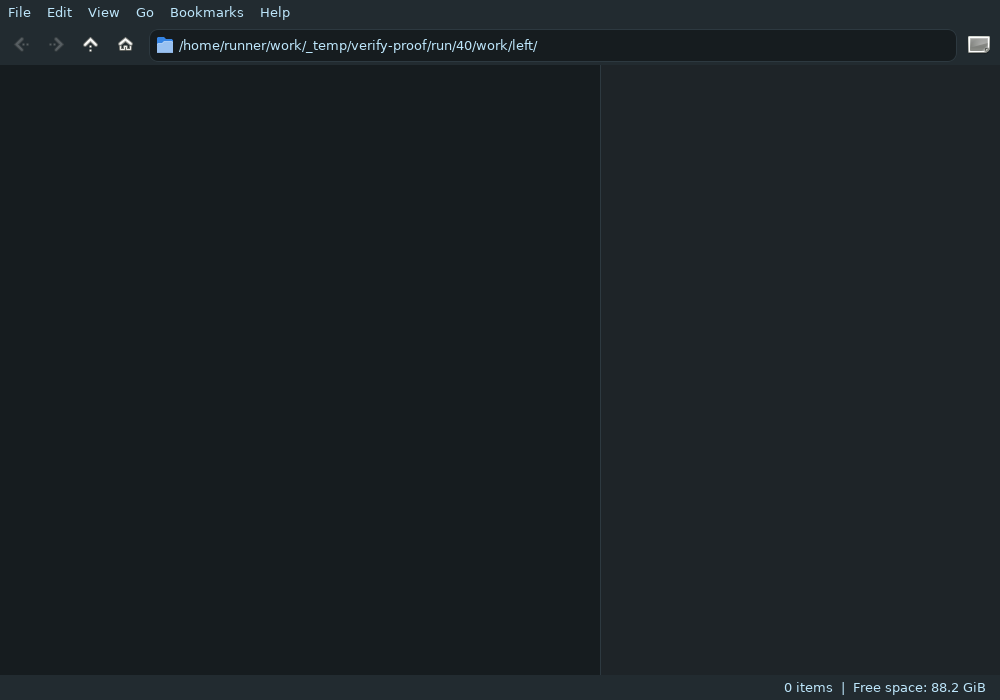 File Edit View Go Bookmarks Help
/home/runner/work/_temp/verify-proof/run/40/work/left/
0 items | Free space: 88.2 GiB